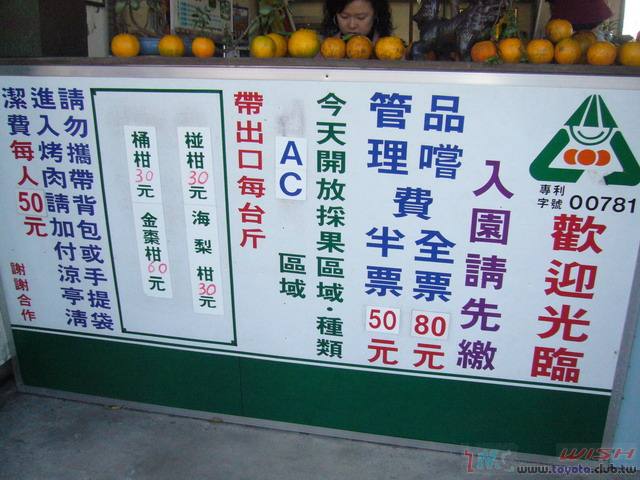 歡迎光臨
專利
字號 00781
入園請先繳
品嚐費全票80元
管理費半票50元
今天開放採果區域．種類
AC 區域
帶出口每台斤
椪柑30元
海梨柑30元
桶柑30元
金棗柑60元
請勿攜帶背包或手提袋
進入烤肉請加付涼亭清
潔費每人50元
謝謝合作
WISH
www.toyota.club.tw